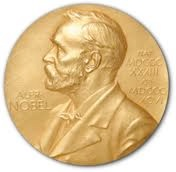 ALFR·
NOBEL
NAT·
MDCCC
XXXIII
OB·
MDCCC
XCVI